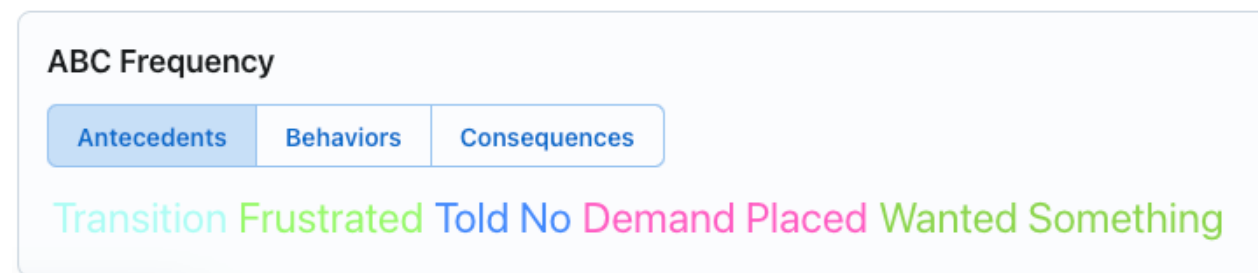 ABC Frequency
Antecedents Behaviors Consequences
Transition Frustrated Told No Demand Placed Wanted Something